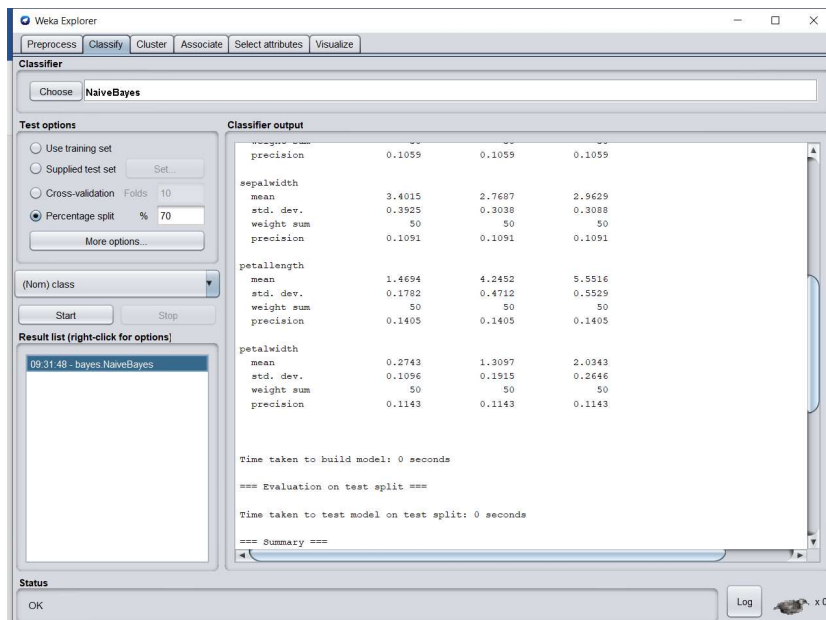 Weka Explorer
Preprocess Classify Cluster Associate Select attributes Visualize
Classifier
Choose NaiveBayes
Test options
Use training set
Supplied test set Set...
Cross-validation Folds 10
Percentage split % 70
More options...
(Nom) class
Start Stop
Result list (right-click for options)
09:31:48 - bayes.NaiveBayes
Classifier output
precision 0.1059 0.1059 0.1059
sepalwidth
mean 3.4015 2.7687 2.9629
std. dev. 0.3925 0.3038 0.3088
weight sum 50 50 50
precision 0.1091 0.1091 0.1091
petallength
mean 1.4694 4.2452 5.5516
std. dev. 0.1782 0.4712 0.5529
weight sum 50 50 50
precision 0.1405 0.1405 0.1405
petalwidth
mean 0.2743 1.3097 2.0343
std. dev. 0.1096 0.1915 0.2646
weight sum 50 50 50
precision 0.1143 0.1143 0.1143
Time taken to build model: 0 seconds
=== Evaluation on test split ===
Time taken to test model on test split: 0 seconds
=== Summary ===
Status
OK
Log x 0